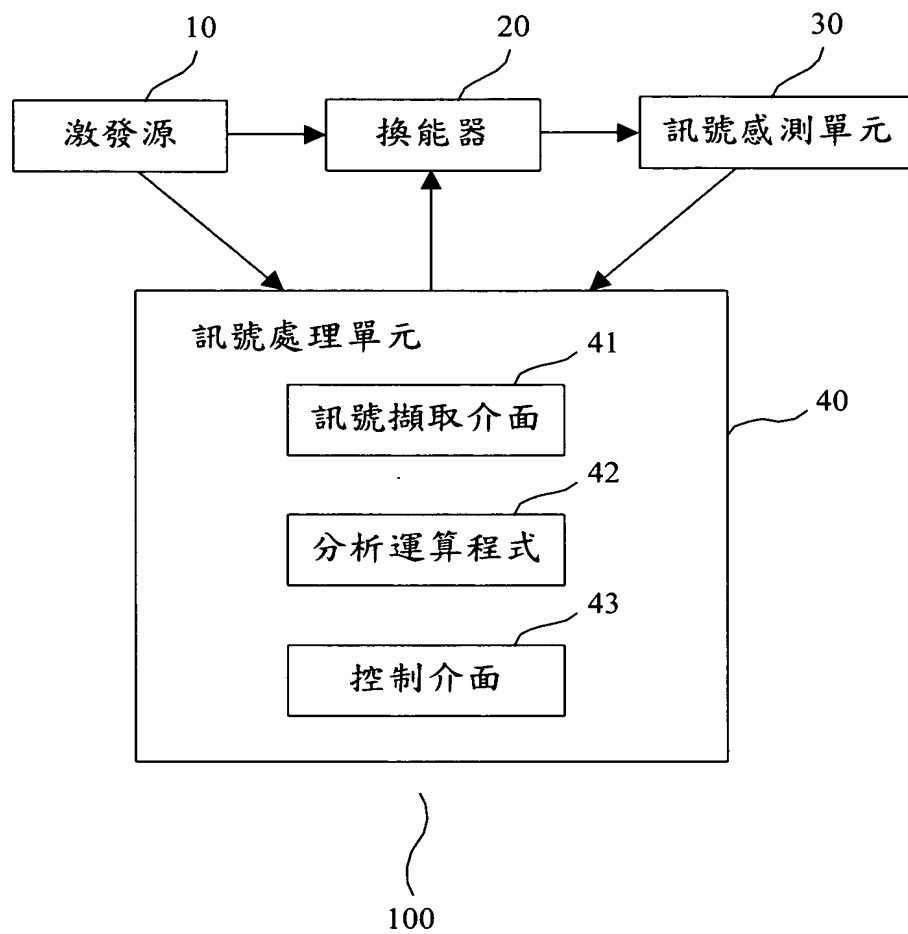 10
20
30
激發源
換能器
訊號感測單元
訊號處理單元
41
訊號擷取介面
40
42
分析運算程式
43
控制介面
100